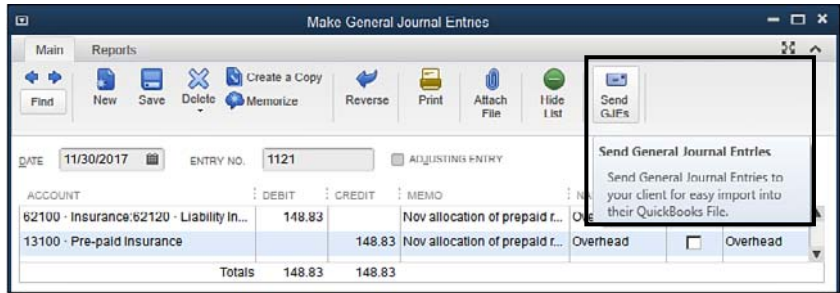 Make General Journal Entries
Main Reports
Find New Save Delete Create a Copy Memorize Reverse Print Attach File Hide List Send GJEs
DATE 11/30/2017 ENTRY NO. 1121 ADJUSTING ENTRY
Send General Journal Entries
Send General Journal Entries to
your client for easy import into
their QuickBooks File.
ACCOUNT DEBIT CREDIT MEMO
62100 · Insurance:62120 · Liability In... 148.83 Nov allocation of prepaid r...
13100 · Pre-paid Insurance 148.83 Nov allocation of prepaid r... Overhead Overhead
Totals 148.83 148.83